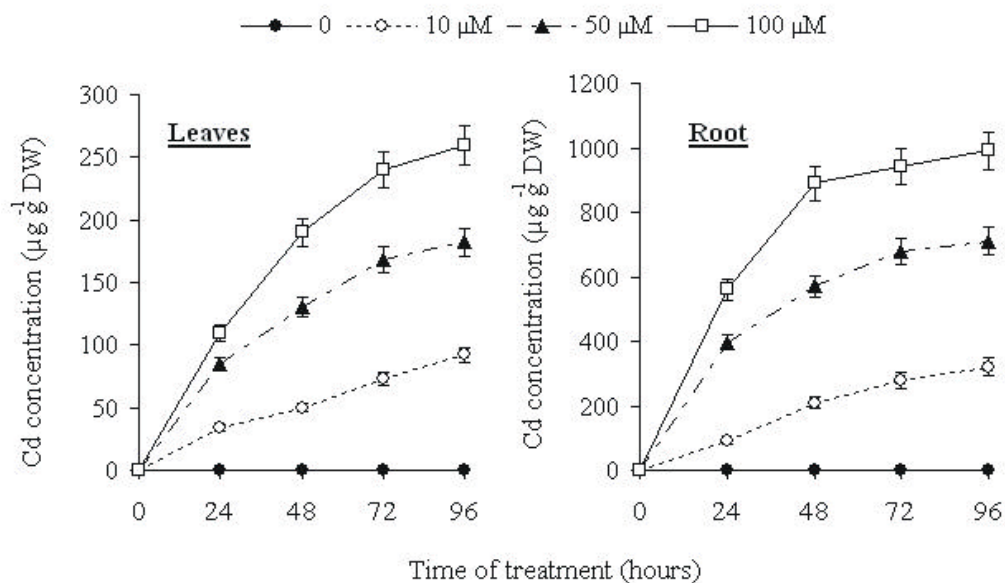 0 10 μM 50 μM 100 μM
Leaves
Cd concentration (μg g⁻¹ DW)
300
250
200
150
100
50
0
0 24 48 72 96
Root
Cd concentration (μg g⁻¹ DW)
1200
1000
800
600
400
200
0
0 24 48 72 96
Time of treatment (hours)